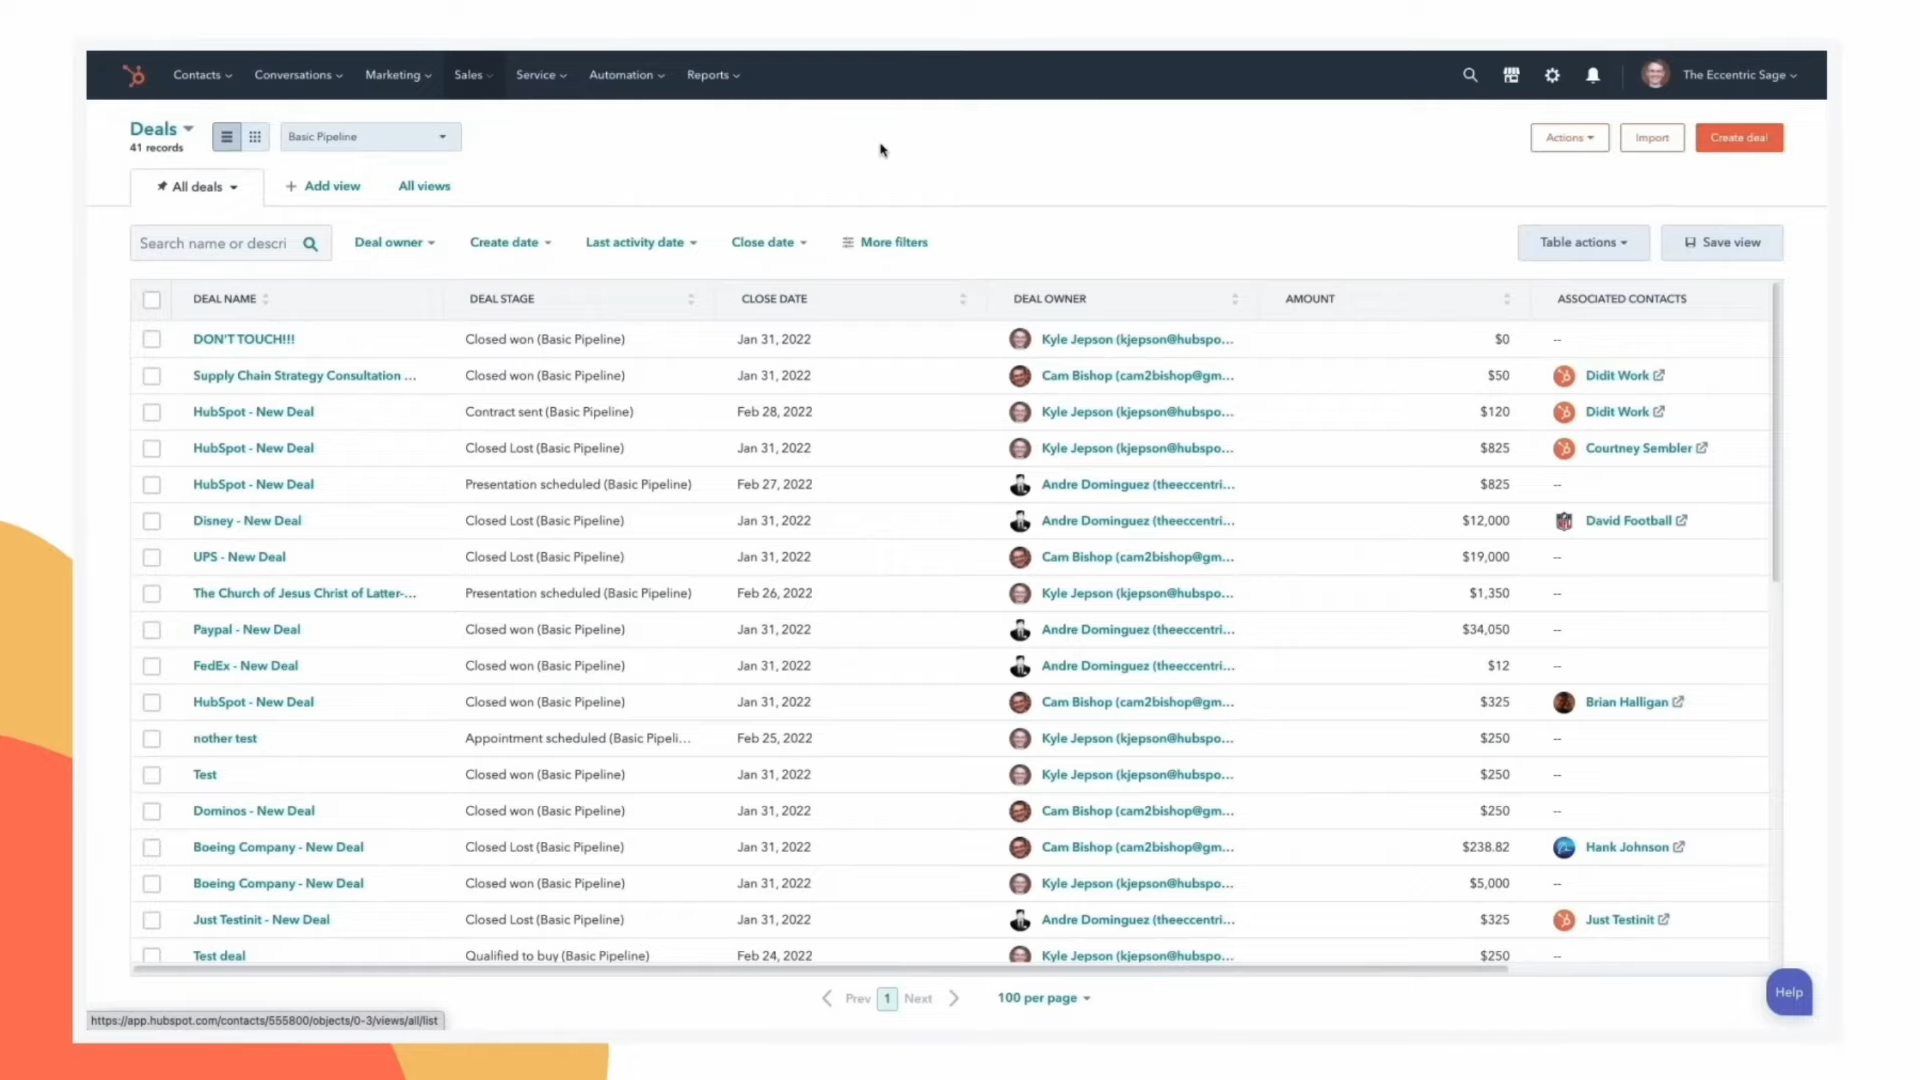 Contacts Conversations Marketing Sales Service Automation Reports The Eccentric Sage
Deals
41 records
Basic Pipeline
Actions Import Create deal
All deals + Add view All views
Search name or descri Deal owner Create date Last activity date Close date More filters Table actions Save view
DEAL NAME DEAL STAGE CLOSE DATE DEAL OWNER AMOUNT ASSOCIATED CONTACTS
DON'T TOUCH!!! Closed won (Basic Pipeline) Jan 31, 2022 Kyle Jepson (kjepson@hubspo... $0 --
Supply Chain Strategy Consultation ... Closed won (Basic Pipeline) Jan 31, 2022 Cam Bishop (cam2bishop@gm... $50 Didit Work
HubSpot - New Deal Contract sent (Basic Pipeline) Feb 28, 2022 Kyle Jepson (kjepson@hubspo... $120 Didit Work
HubSpot - New Deal Closed Lost (Basic Pipeline) Jan 31, 2022 Kyle Jepson (kjepson@hubspo... $825 Courtney Sembler
HubSpot - New Deal Presentation scheduled (Basic Pipeline) Feb 27, 2022 Andre Dominguez (theeccentri... $825 --
Disney - New Deal Closed Lost (Basic Pipeline) Jan 31, 2022 Andre Dominguez (theeccentri... $12,000 David Football
UPS - New Deal Closed Lost (Basic Pipeline) Jan 31, 2022 Cam Bishop (cam2bishop@gm... $19,000 --
The Church of Jesus Christ of Latter-... Presentation scheduled (Basic Pipeline) Feb 26, 2022 Kyle Jepson (kjepson@hubspo... $1,350 --
Paypal - New Deal Closed won (Basic Pipeline) Jan 31, 2022 Andre Dominguez (theeccentri... $34,050 --
FedEx - New Deal Closed won (Basic Pipeline) Jan 31, 2022 Andre Dominguez (theeccentri... $12 --
HubSpot - New Deal Closed won (Basic Pipeline) Jan 31, 2022 Cam Bishop (cam2bishop@gm... $325 Brian Halligan
nother test Appointment scheduled (Basic Pipeli... Feb 25, 2022 Kyle Jepson (kjepson@hubspo... $250 --
Test Closed won (Basic Pipeline) Jan 31, 2022 Kyle Jepson (kjepson@hubspo... $250 --
Dominos - New Deal Closed won (Basic Pipeline) Jan 31, 2022 Cam Bishop (cam2bishop@gm... $250 --
Boeing Company - New Deal Closed Lost (Basic Pipeline) Jan 31, 2022 Cam Bishop (cam2bishop@gm... $238.82 Hank Johnson
Boeing Company - New Deal Closed won (Basic Pipeline) Jan 31, 2022 Kyle Jepson (kjepson@hubspo... $5,000 --
Just Testinit - New Deal Closed Lost (Basic Pipeline) Jan 31, 2022 Andre Dominguez (theeccentri... $325 Just Testinit
Test deal Qualified to buy (Basic Pipeline) Feb 24, 2022 Kyle Jepson (kjepson@hubspo... $250 --
Prev 1 Next 100 per page
Help
https://app.hubspot.com/contacts/555800/objects/0-3/views/all/list